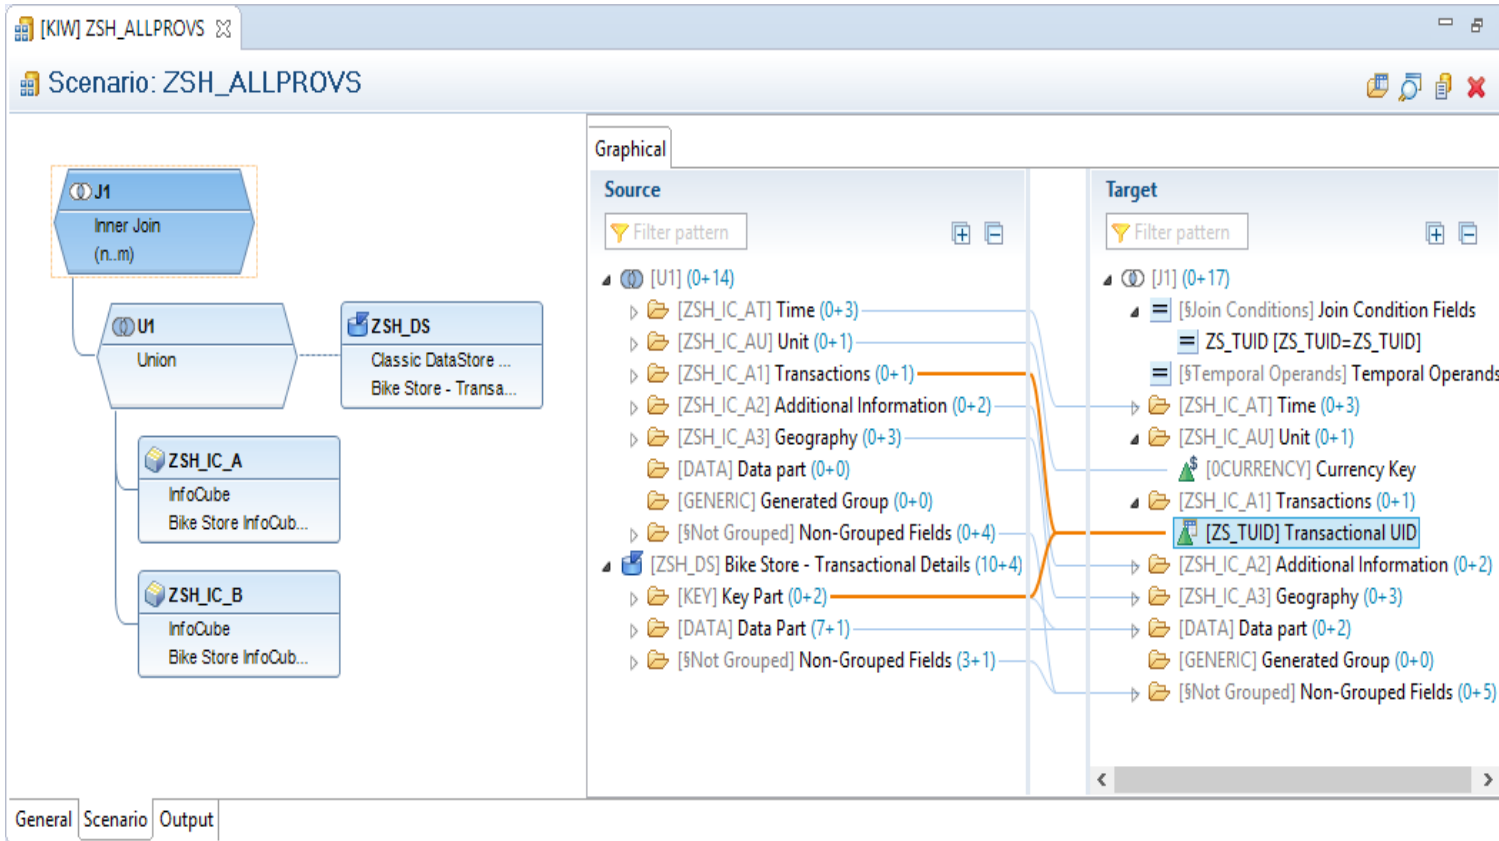 [KIW] ZSH_ALLPROVS
Scenario: ZSH_ALLPROVS
J1
Inner Join
(n..m)
U1
Union
ZSH_DS
Classic DataStore ...
Bike Store - Transa...
ZSH_IC_A
InfoCube
Bike Store InfoCub...
ZSH_IC_B
InfoCube
Bike Store InfoCub...
Graphical
Source
Filter pattern
[U1] (0+14)
[ZSH_IC_AT] Time (0+3)
[ZSH_IC_AU] Unit (0+1)
[ZSH_IC_A1] Transactions (0+1)
[ZSH_IC_A2] Additional Information (0+2)
[ZSH_IC_A3] Geography (0+3)
[DATA] Data part (0+0)
[GENERIC] Generated Group (0+0)
[§Not Grouped] Non-Grouped Fields (0+4)
[ZSH_DS] Bike Store - Transactional Details (10+4)
[KEY] Key Part (0+2)
[DATA] Data Part (7+1)
[§Not Grouped] Non-Grouped Fields (3+1)
Target
Filter pattern
[J1] (0+17)
[§Join Conditions] Join Condition Fields
ZS_TUID [ZS_TUID=ZS_TUID]
[§Temporal Operands] Temporal Operands
[ZSH_IC_AT] Time (0+3)
[ZSH_IC_AU] Unit (0+1)
[0CURRENCY] Currency Key
[ZSH_IC_A1] Transactions (0+1)
[ZS_TUID] Transactional UID
[ZSH_IC_A2] Additional Information (0+2)
[ZSH_IC_A3] Geography (0+3)
[DATA] Data part (0+2)
[GENERIC] Generated Group (0+0)
[§Not Grouped] Non-Grouped Fields (0+5)
General Scenario Output